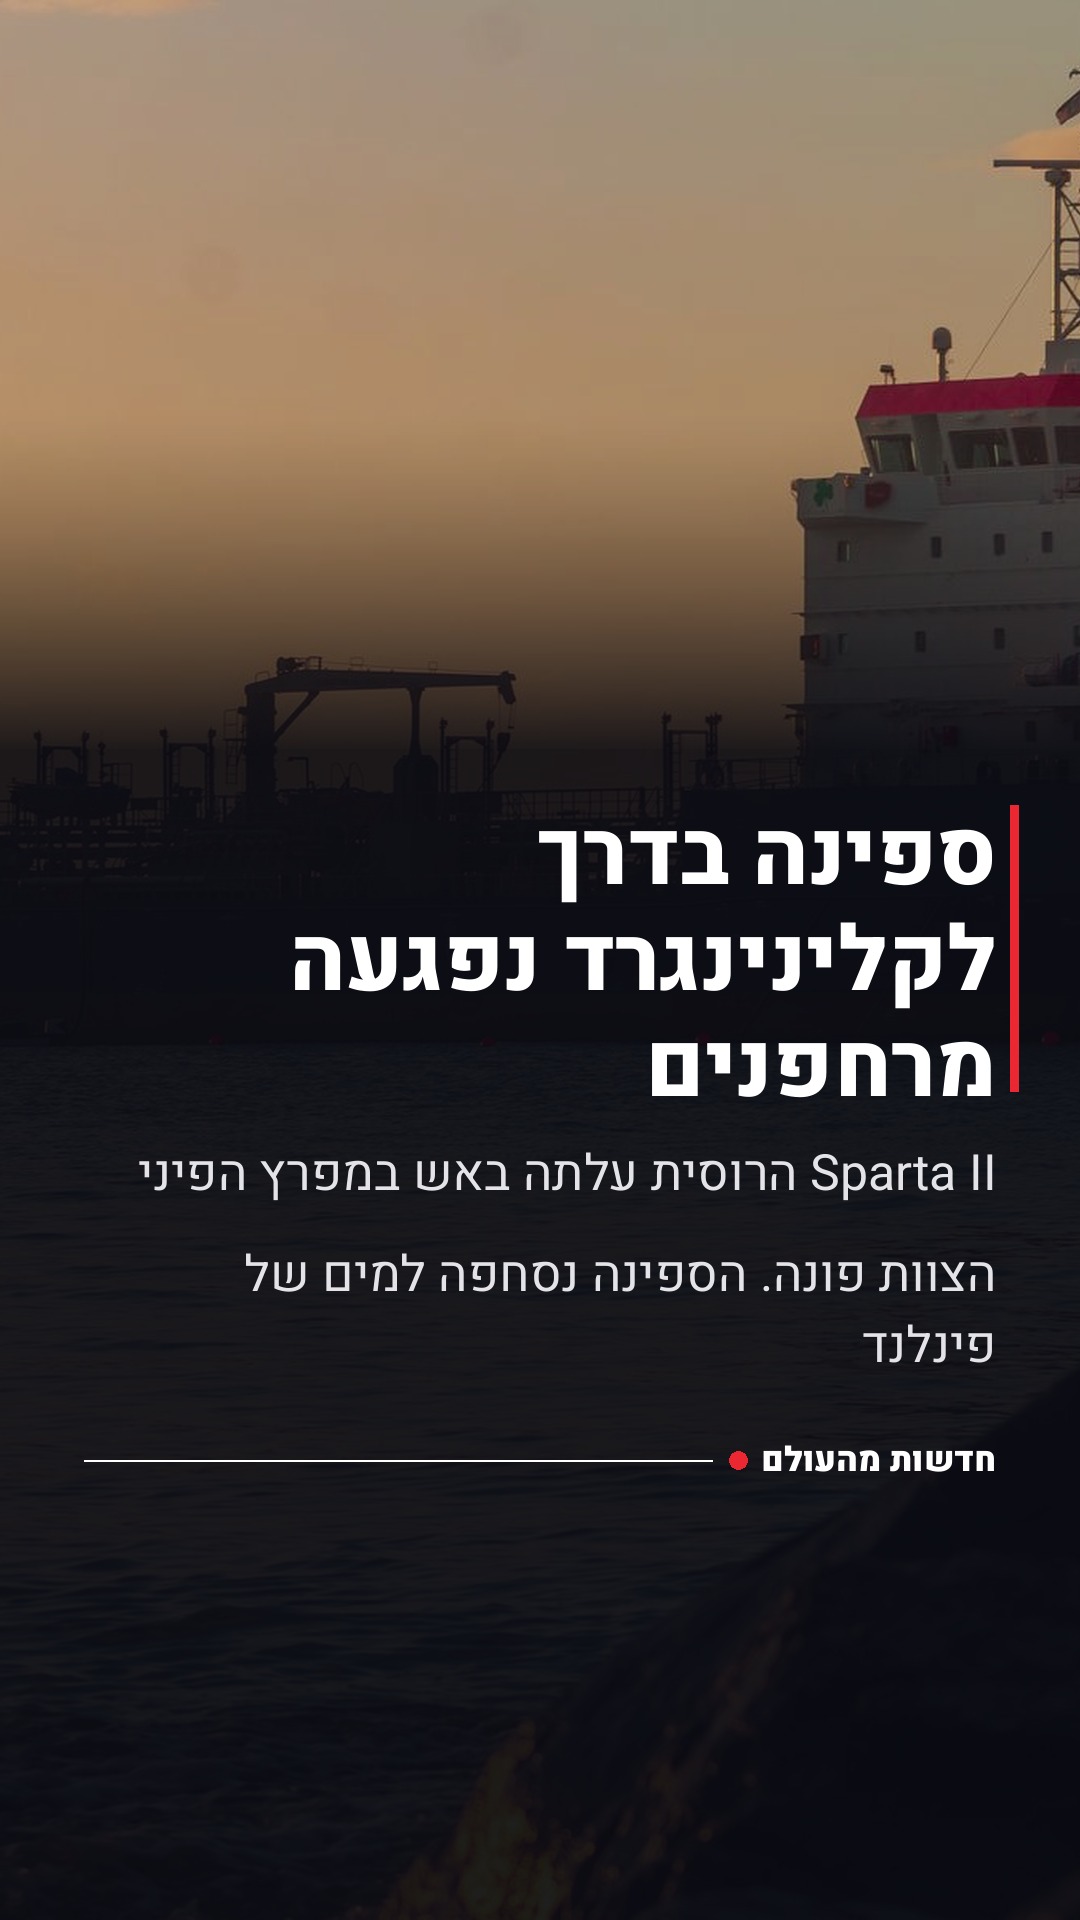 ספינה בדרך
לקלינינגרד נפגעה
מרחפנים
Sparta II הרוסית עלתה באש במפרץ הפיני
הצוות פונה. הספינה נסחפה למים של
פינלנד
חדשות מהעולם